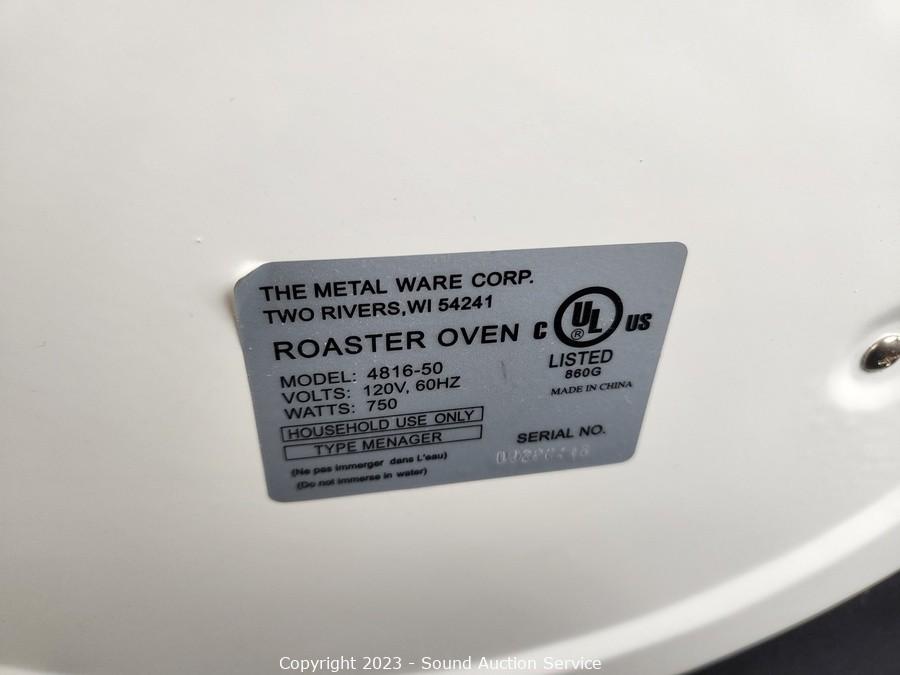 THE METAL WARE CORP.
TWO RIVERS,WI 54241
ROASTER OVEN
C UL US
®
LISTED
860G
MADE IN CHINA
MODEL: 4816-50
VOLTS: 120V, 60HZ
WATTS: 750
HOUSEHOLD USE ONLY
TYPE MENAGER
(Ne pas immerger dans L'eau)
(Do not immerse in water)
SERIAL NO.
Copyright 2023 - Sound Auction Service